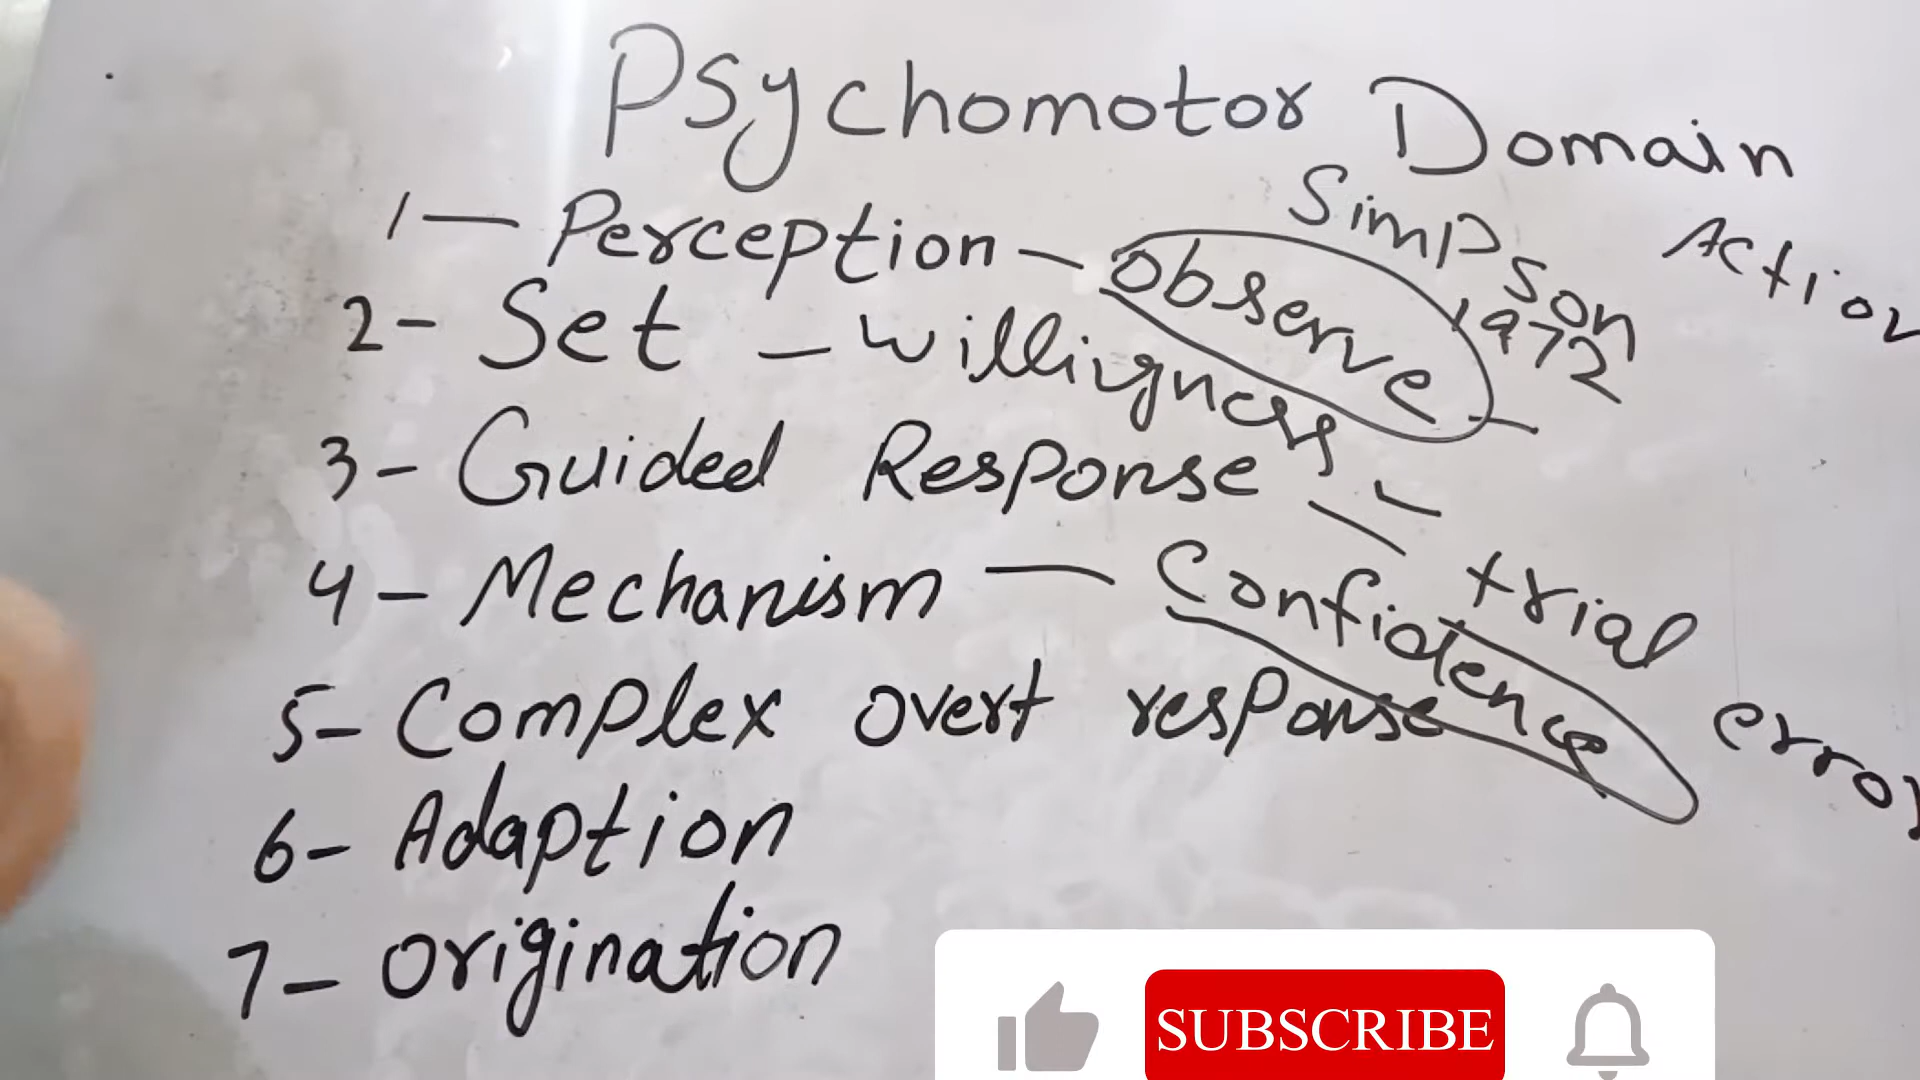 Psychomotor Domain
Simpson 1972
Action
1- Perception - observe
2- Set - willigness
3- Guided Response - trial error
4- Mechanism - Confidence
5- Complex overt response
6- Adaption
7- origination
SUBSCRIBE